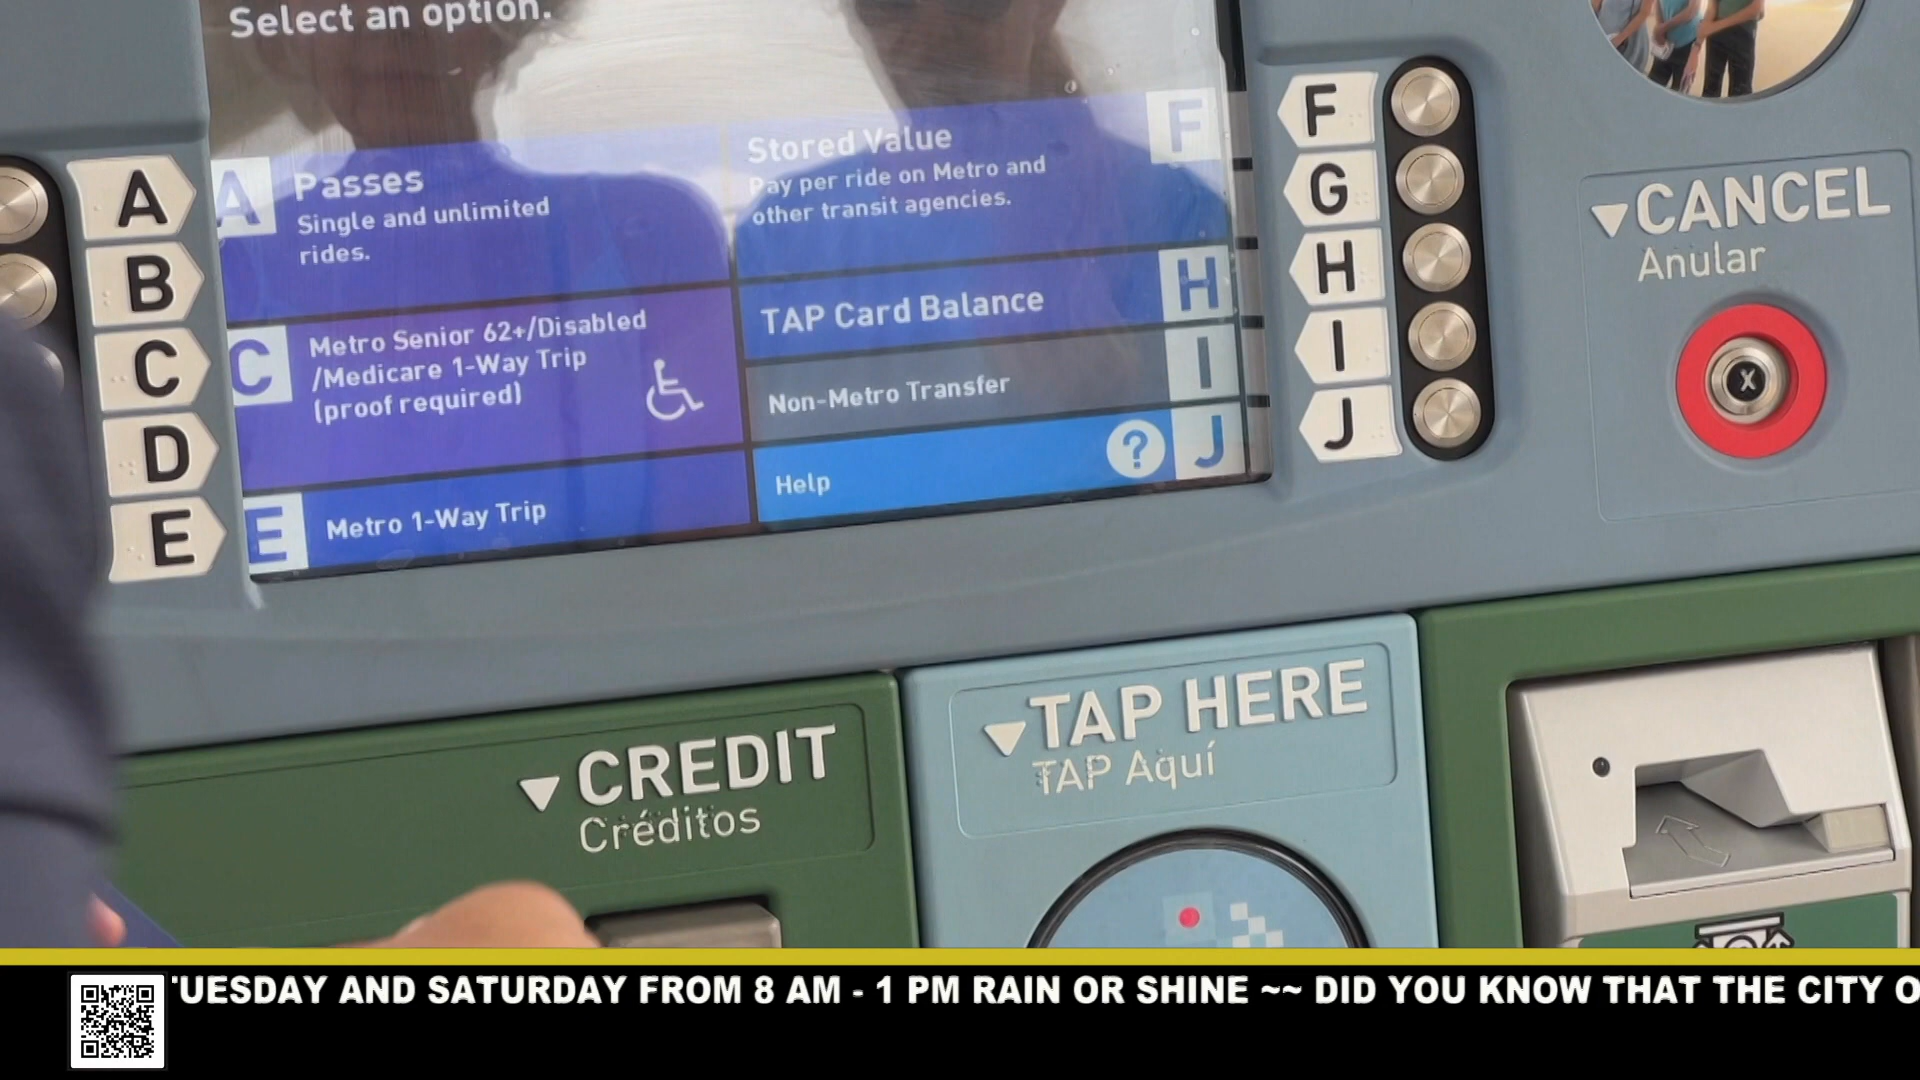 Select an option.
A
B
C
D
E
A
Passes
Single and unlimited
rides.
C
Metro Senior 62+/Disabled
/Medicare 1-Way Trip
(proof required)
E
Metro 1-Way Trip
Stored Value
F
Pay per ride on Metro and
other transit agencies.
TAP Card Balance
H
Non-Metro Transfer
I
Help
?
J
F
G
H
I
J
CANCEL
Anular
X
CREDIT
Créditos
TAP HERE
TAP Aquí
TUESDAY AND SATURDAY FROM 8 AM - 1 PM RAIN OR SHINE ~~ DID YOU KNOW THAT THE CITY O